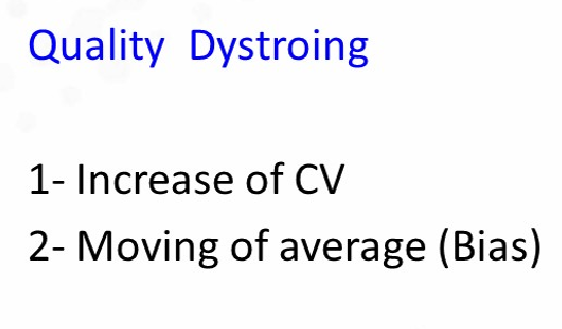 Quality Dystroing
1- Increase of CV
2- Moving of average (Bias)